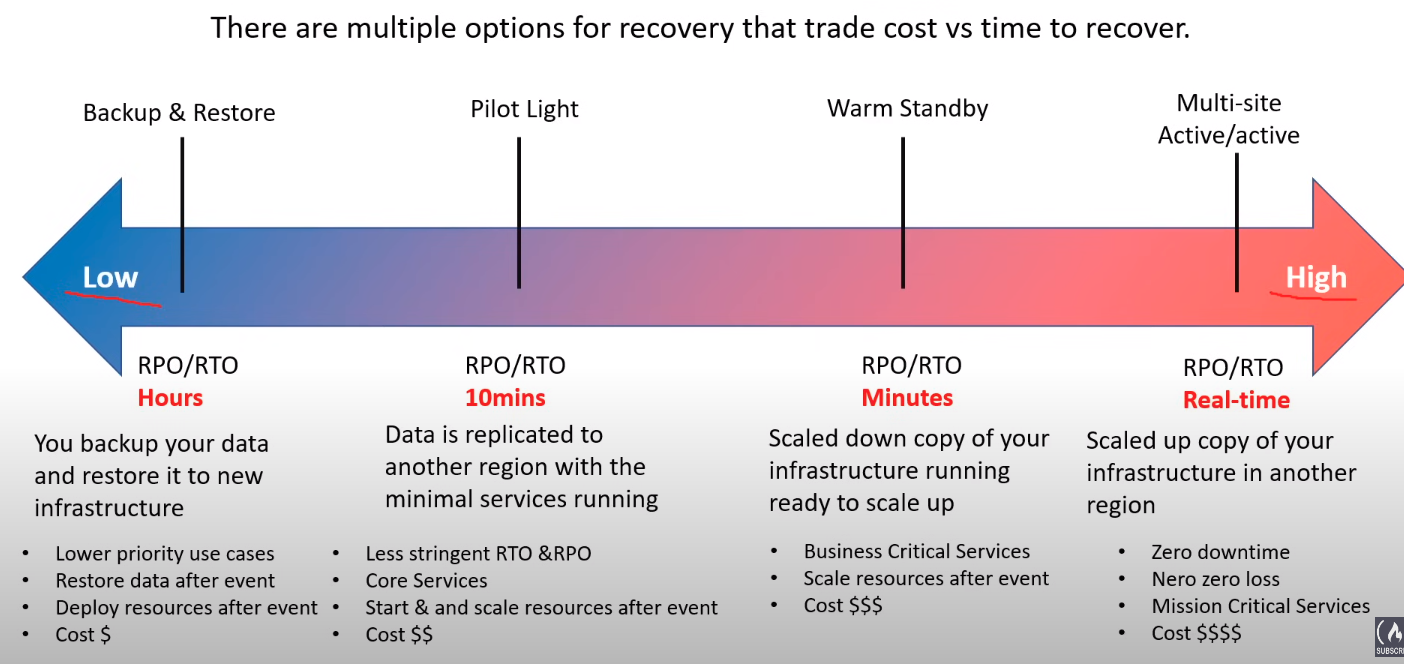 There are multiple options for recovery that trade cost vs time to recover.
Backup & Restore
Pilot Light
Warm Standby
Multi-site
Active/active
Low
High
RPO/RTO
Hours
You backup your data
and restore it to new
infrastructure
• Lower priority use cases
• Restore data after event
• Deploy resources after event
• Cost $
RPO/RTO
10mins
Data is replicated to
another region with the
minimal services running
• Less stringent RTO &RPO
• Core Services
• Start & and scale resources after event
• Cost $$
RPO/RTO
Minutes
Scaled down copy of your
infrastructure running
ready to scale up
• Business Critical Services
• Scale resources after event
• Cost $$$
RPO/RTO
Real-time
Scaled up copy of your
infrastructure in another
region
• Zero downtime
• Nero zero loss
• Mission Critical Services
• Cost $$$$